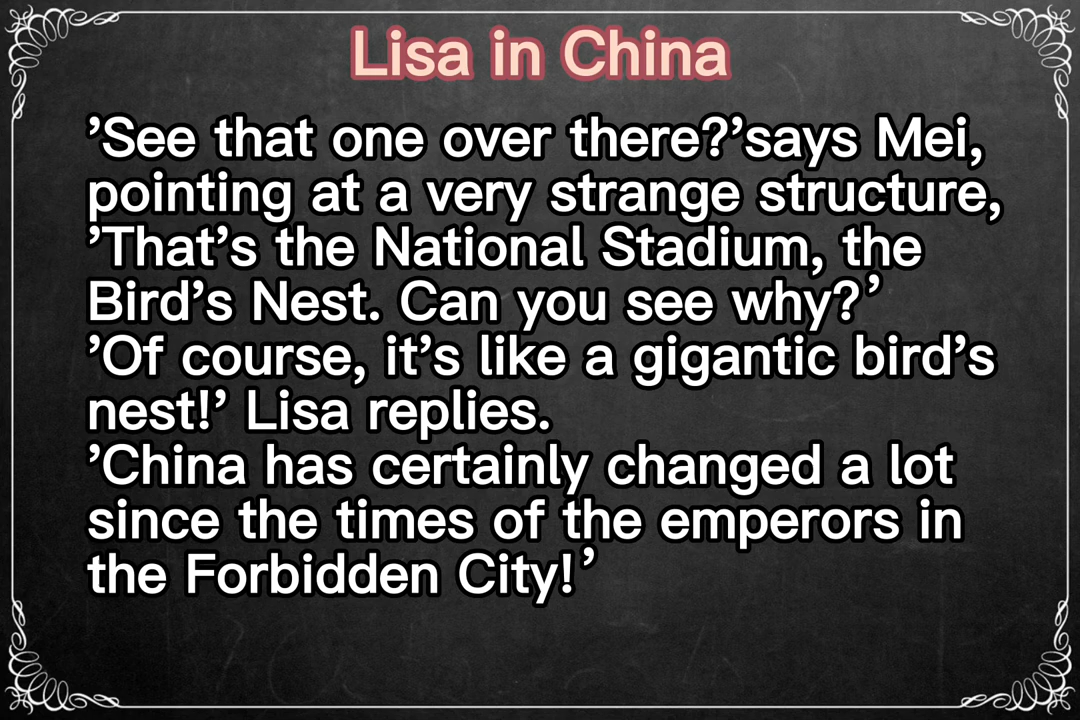 Lisa in China
’See that one over there?’says Mei,
pointing at a very strange structure,
’That’s the National Stadium, the
Bird’s Nest. Can you see why?’
’Of course, it’s like a gigantic bird’s
nest!’ Lisa replies.
’China has certainly changed a lot
since the times of the emperors in
the Forbidden City!’